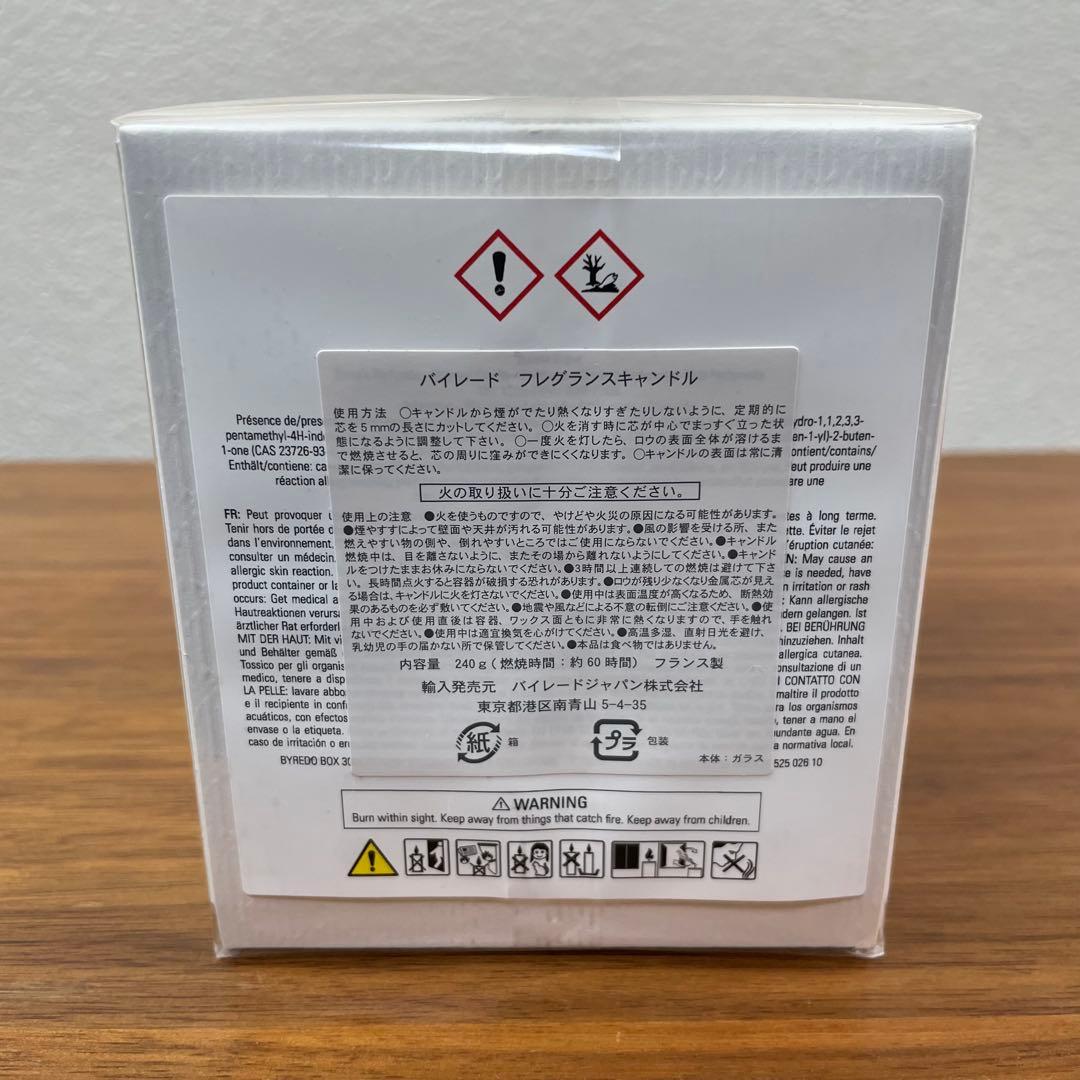 バイレード　フレグランスキャンドル
使用方法　○キャンドルから煙がでたり熱くなりすぎたりしないように、定期的に
芯を5mmの長さにカットしてください。○火を消す時に芯が中心でまっすぐ立った状
態になるように調整して下さい。○一度火を灯したら、ロウの表面全体が溶けるま
で燃焼させると、芯の周りに窪みができにくくなります。○キャンドルの表面は常に清
潔に保ってください。
火の取り扱いに十分ご注意ください。
使用上の注意　●火を使うものですので、やけどや火災の原因になる可能性があります。
●煙やすすによって壁面や天井が汚れる可能性があります。●風の影響を受ける所、また
燃えやすい物の側や、倒れやすいところではご使用にならないでください。●キャンドル
燃焼中は、目を離さないように、またその場から離れないようにしてください。●キャンド
ルをつけたままお休みにならないでください。●3時間以上連続しての燃焼は避けて下さ
い。長時間点火すると容器が破損する恐れがあります。●ロウが残り少なくなり金属芯が見え
る場合は、キャンドルに火を灯さないでください。●使用中は表面温度が高くなるため、断熱効
果のあるものを必ず敷いてください。●地震や風などによる不意の転倒にご注意ください。●使
用中および使用直後は容器、ワックス面ともに非常に熱くなりますので、手を触れ
ないでください。●使用中は適宜換気を心がけてください。●高温多湿、直射日光を避け、
乳幼児の手の届かない所で保管してください。●本品は食べ物ではありません。
内容量　240g（燃焼時間：約60時間）　フランス製
輸入発売元　バイレードジャパン株式会社
東京都港区南青山5-4-35
紙 箱
プラ 包装
本体：ガラス
Présence de/pres
pentamethyl-4H-ind
1-one (CAS 23726-93
Enthält/contiene: ca
réaction al
FR: Peut provoquer u
Tenir hors de portée d
dans l'environnement.
consulter un médecin.
allergic skin reaction.
product container or la
occurs: Get medical a
Hautreaktionen verurs
ärztlicher Rat erforderl
MIT DER HAUT: Mit vi
und Behälter gemäß
Tossico per gli organis
medico, tenere a disp
LA PELLE: lavare abbo
e il recipiente in conf
acuáticos, con efectos
envase o la etiqueta.
caso de irritación o er
BYREDO BOX 30
ydro-1,1,2,3,3-
en-1-yl)-2-buten-
contient/contains/
Peut produire une
are une
tes à long terme.
ette. Éviter le rejet
'éruption cutanée:
N: May cause an
e is needed, have
n irritation or rash
: Kann allergische
dern gelangen. Ist
BEI BERÜHRUNG
hinzuziehen. Inhalt
allergica cutanea.
onsultazione di un
I CONTATTO CON
maltire il prodotto
ra los organismos
, tener a mano el
undante agua. En
a normativa local.
525 026 10
WARNING
Burn within sight. Keep away from things that catch fire. Keep away from children.